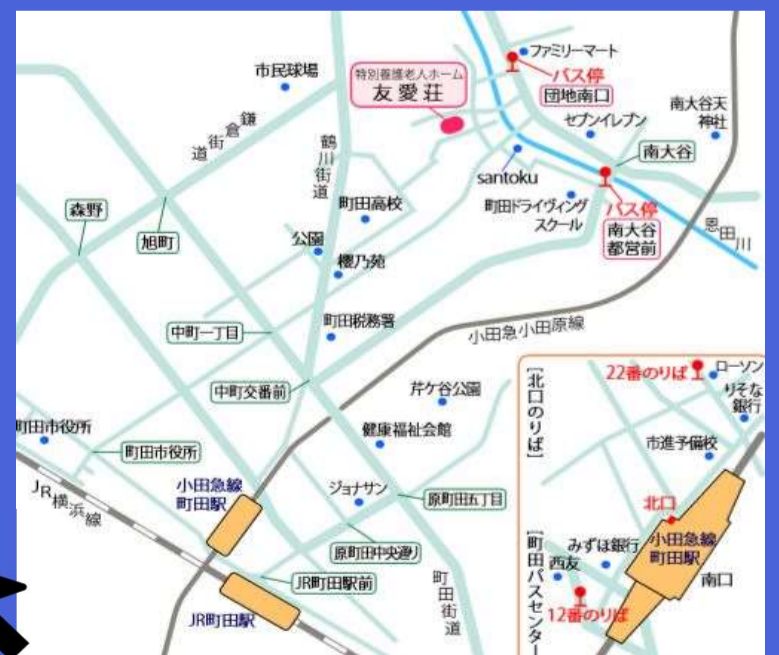 ファミリーマート
市民球場
特別養護老人ホーム
友愛荘
バス停
団地南口
南大谷天
神社
セブンイレブン
鎌倉街道
鶴川街道
南大谷
santoku
町田高校
町田ドライヴィング
スクール
バス停
南大谷
都営前
恩田川
森野
旭町
公園
櫻乃苑
町田税務署
中町一丁目
小田急小田原線
[北口のりば]
22番のりば
ローソン
りそな
銀行
中町交番前
芹ケ谷公園
町田市役所
町田市役所
健康福祉会館
市進予備校
JR横浜線
小田急線
町田駅
ジョナサン
原町田五丁目
北口
小田急線
町田駅
南口
原町田中央通り
[町田バスセンター
みずほ銀行
西友
12番のりば
JR町田駅前
町田街道
JR町田駅